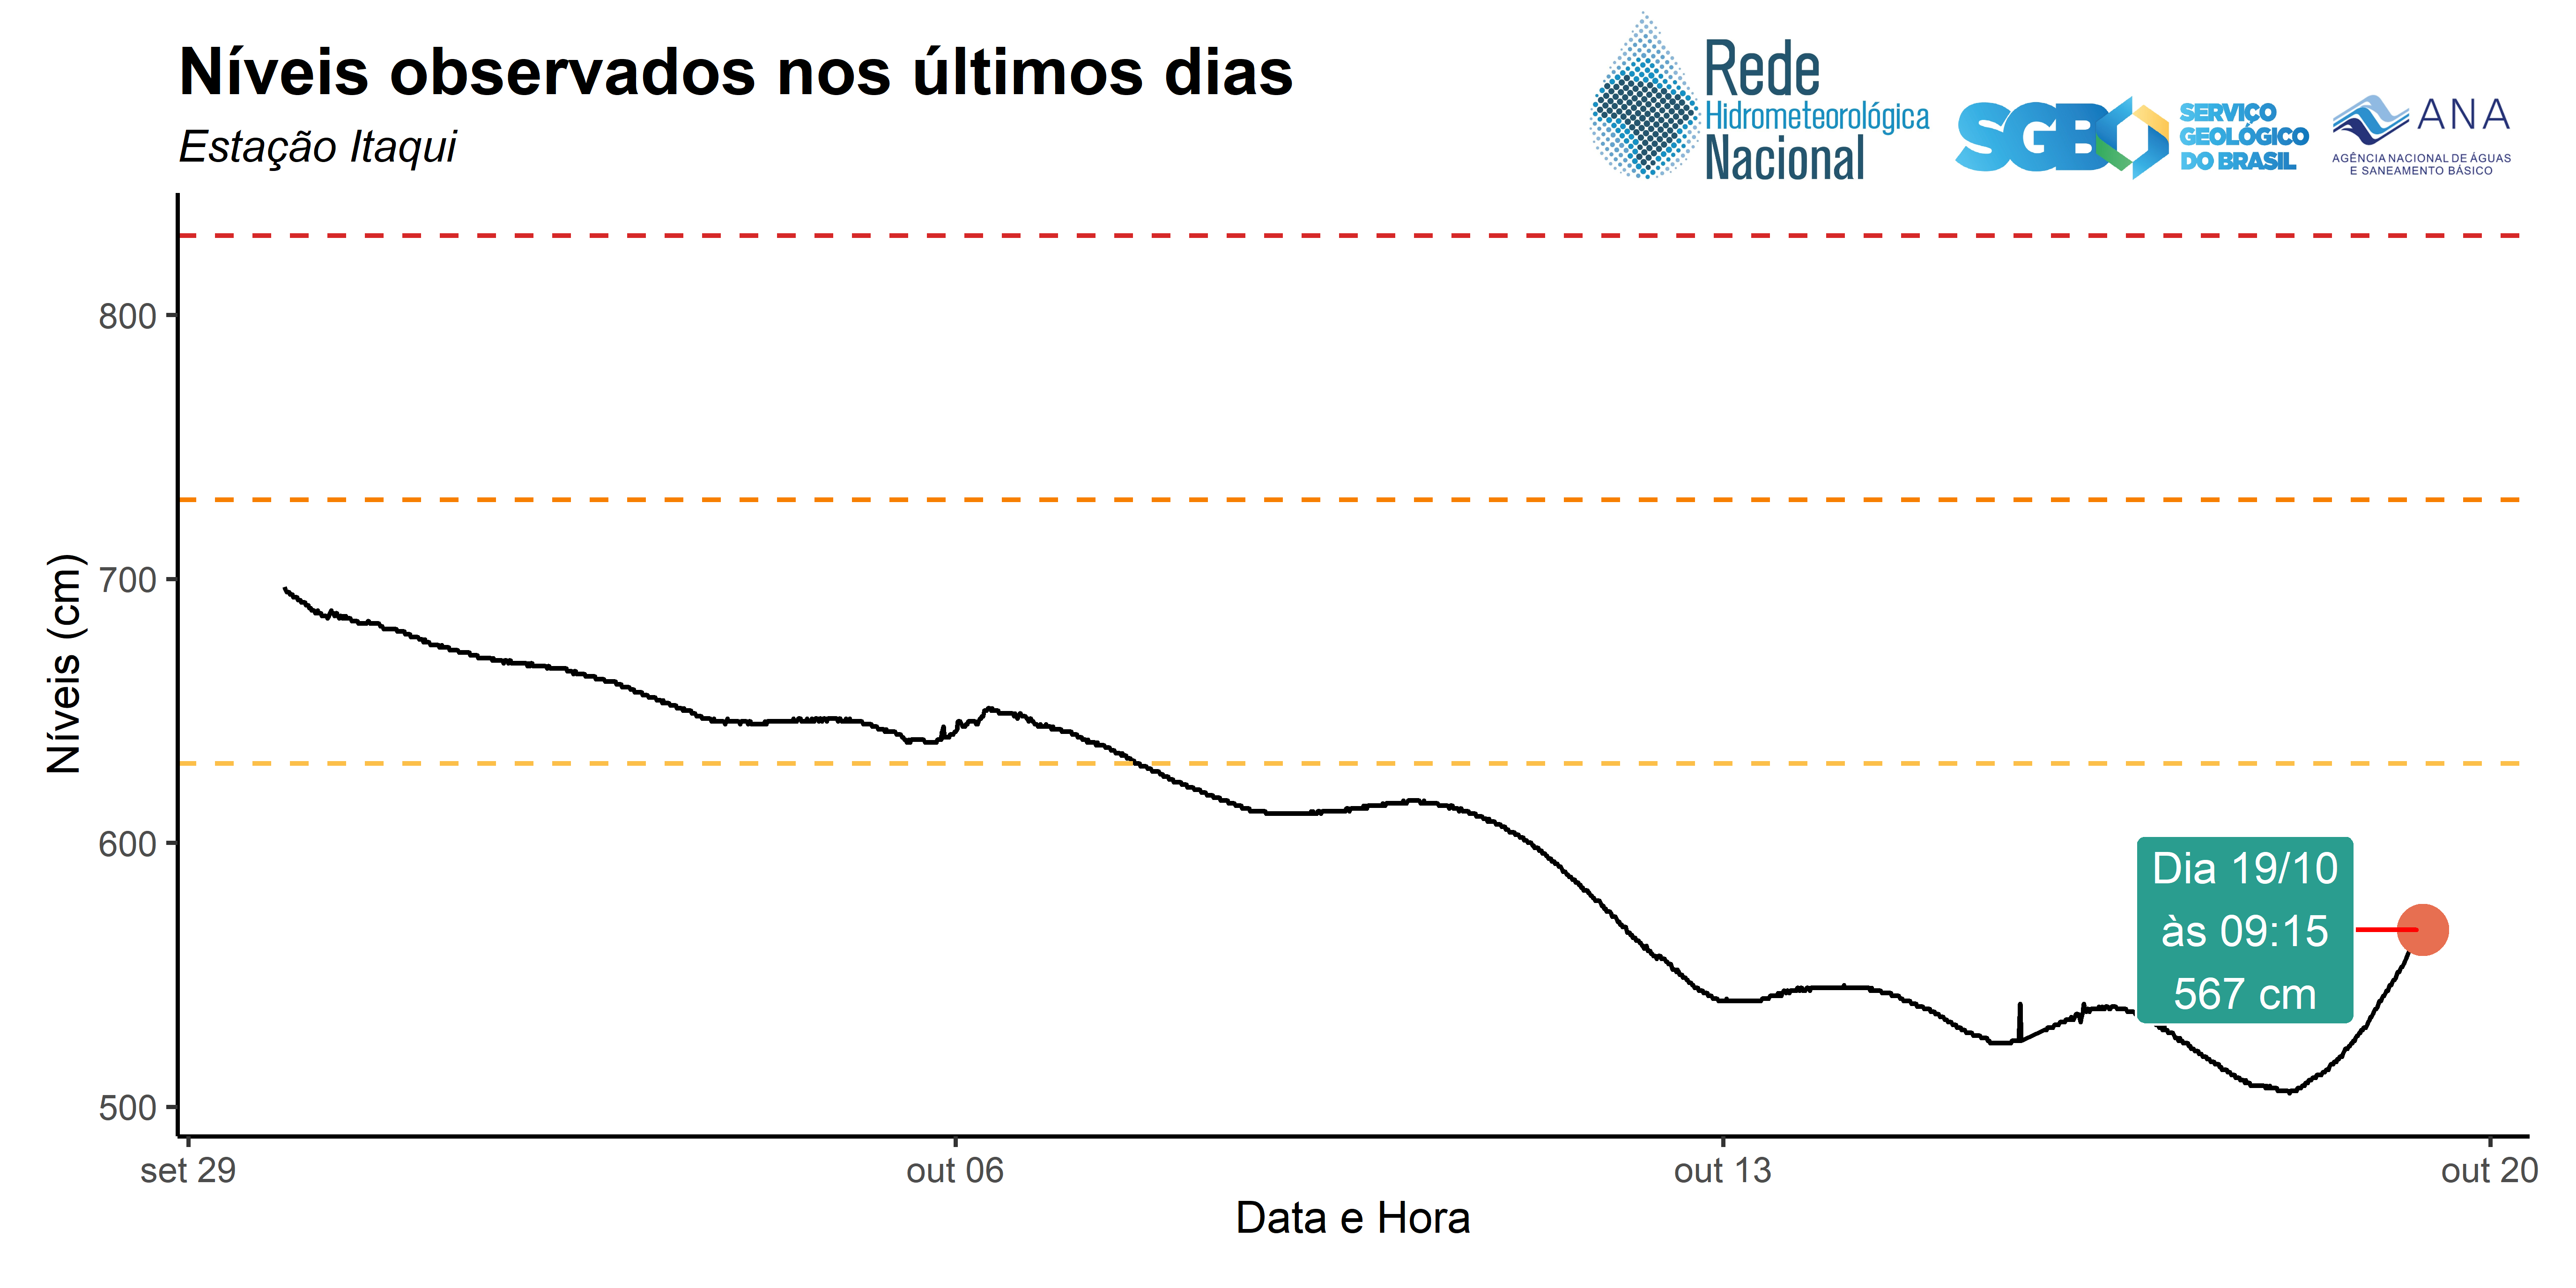 Níveis observados nos últimos dias
Estação Itaqui
Rede
Hidrometeorológica
Nacional
SGB
SERVIÇO
GEOLÓGICO
DO BRASIL
ANA
AGÊNCIA NACIONAL DE ÁGUAS
E SANEAMENTO BÁSICO
Níveis (cm)
800
700
600
500
Dia 19/10
às 09:15
567 cm
set 29
out 06
out 13
out 20
Data e Hora